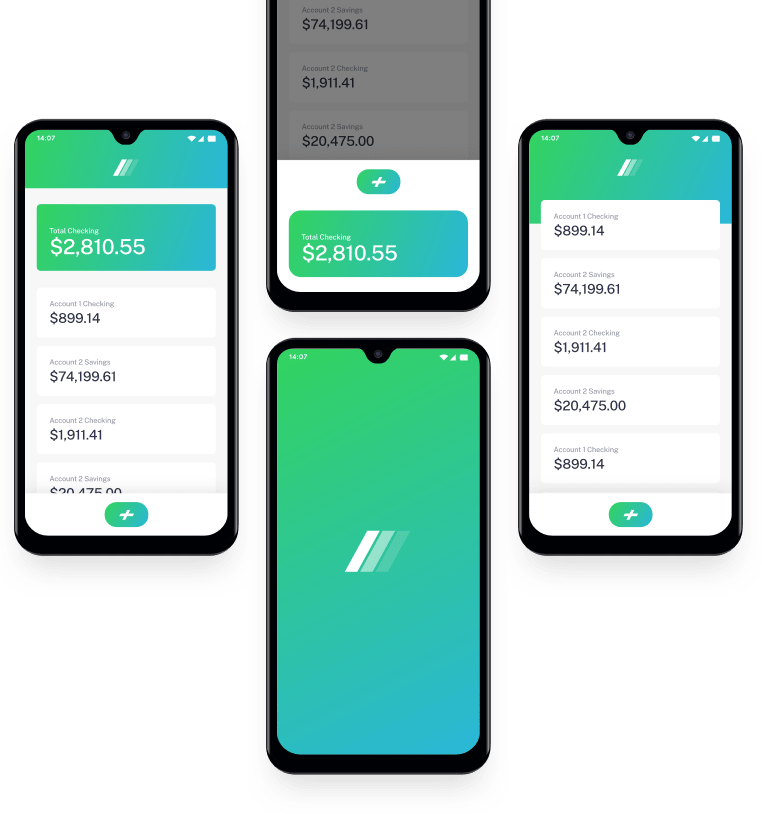 Account 2 Savings
$74,199.61
Account 2 Checking
$1,911.41
Account 2 Savings
$20,475.00
Total Checking
$2,810.55
14:07
Total Checking
$2,810.55
Account 1 Checking
$899.14
Account 2 Savings
$74,199.61
Account 2 Checking
$1,911.41
Account 2 Savings
$20,475.00
14:07
Account 1 Checking
$899.14
Account 2 Savings
$74,199.61
Account 2 Checking
$1,911.41
Account 2 Savings
$20,475.00
Account 1 Checking
$899.14
14:07